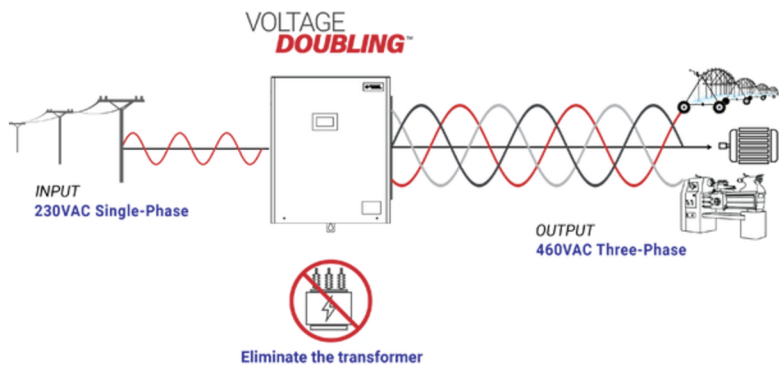 VOLTAGE
DOUBLING™
INPUT
230VAC Single-Phase
OUTPUT
460VAC Three-Phase
Eliminate the transformer